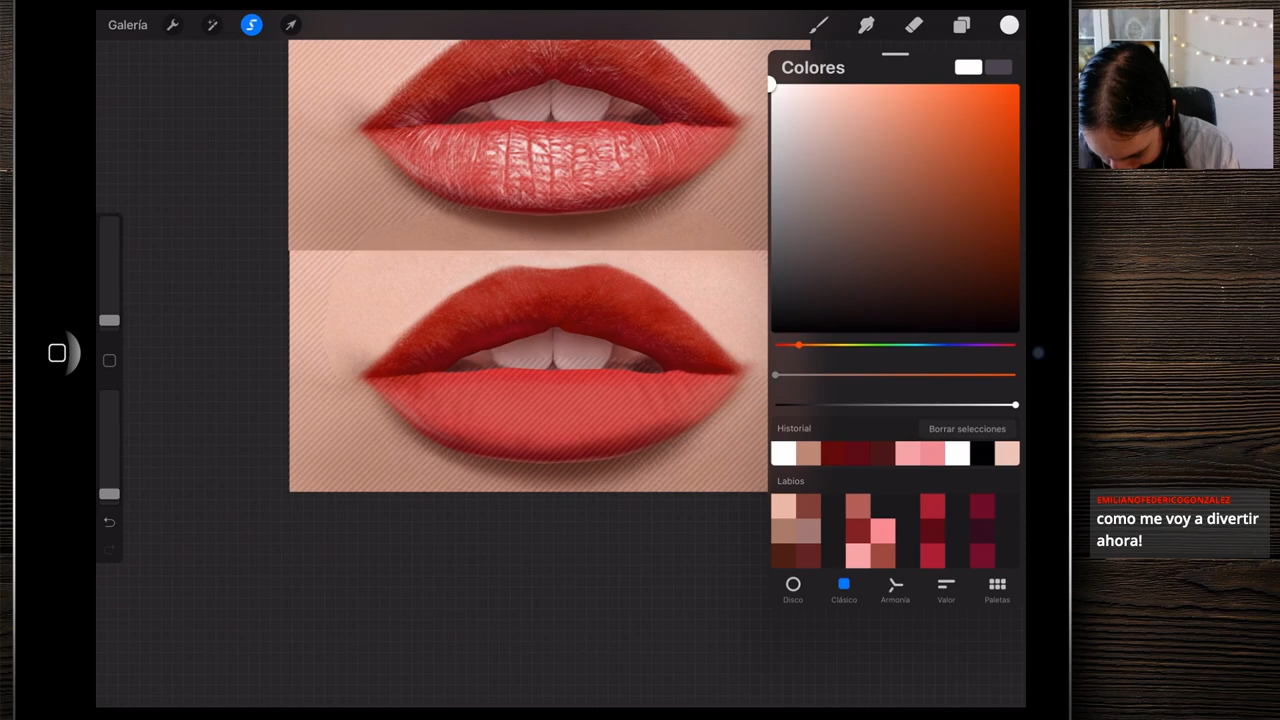 Galería
Colores
Historial
Borrar selecciones
Labios
Disco
Clásico
Armonía
Valor
Paletas
EMILIANOFEDERICOGONZALEZ
como me voy a divertir
ahora!